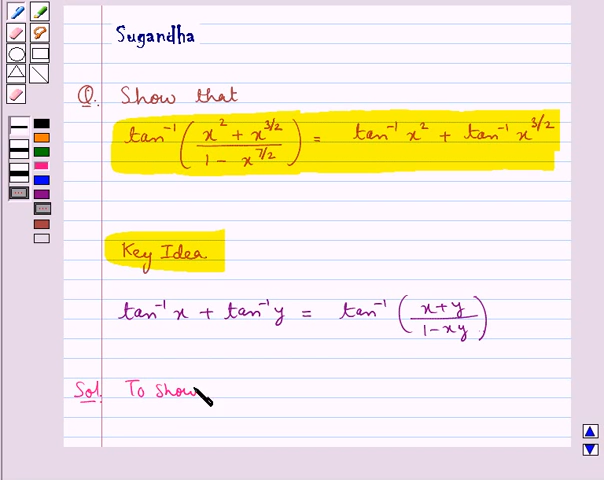 Sugandha
Q. Show that
tan⁻¹ ( (x² + x^{3/2}) / (1 - x^{7/2}) ) = tan⁻¹ x² + tan⁻¹ x^{3/2}
Key Idea
tan⁻¹ x + tan⁻¹ y = tan⁻¹ ( (x+y) / (1-xy) )
Sol. To Show